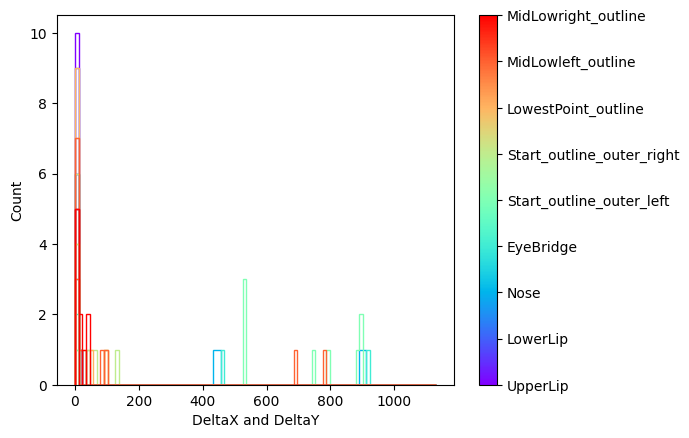 10
8
6
4
2
0
Count
0 200 400 600 800 1000
DeltaX and DeltaY
MidLowright_outline
MidLowleft_outline
LowestPoint_outline
Start_outline_outer_right
Start_outline_outer_left
EyeBridge
Nose
LowerLip
UpperLip